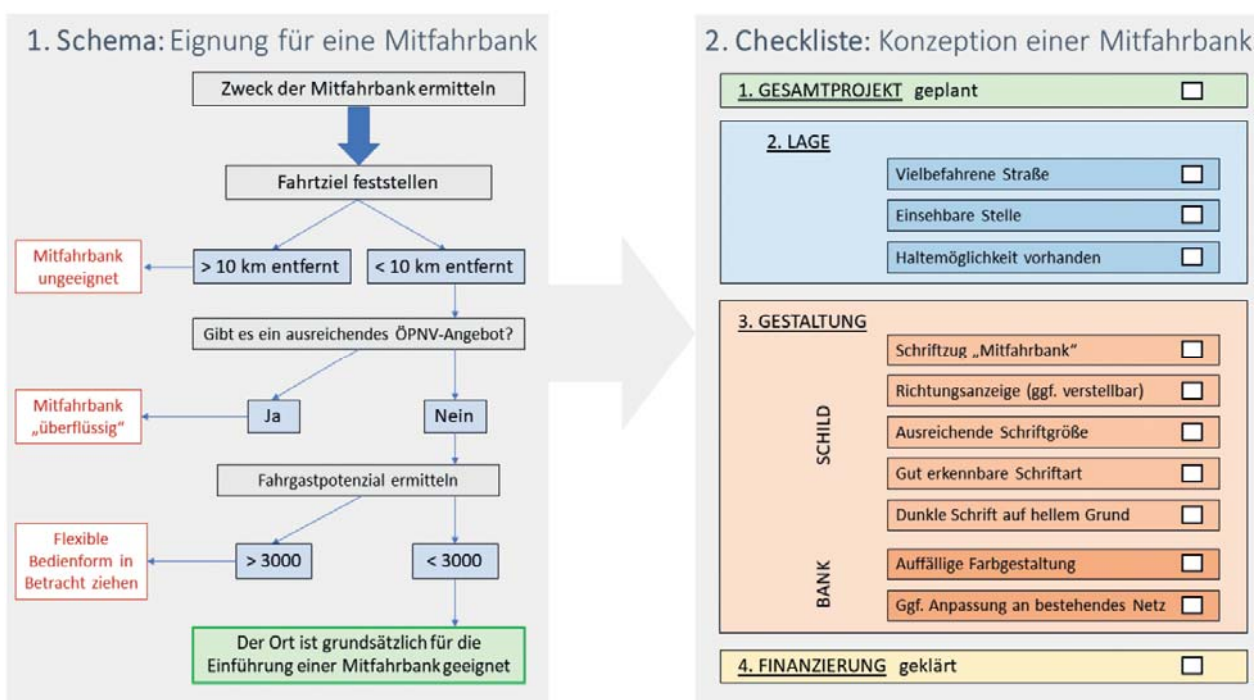 1. Schema: Eignung für eine Mitfahrbank
Zweck der Mitfahrbank ermitteln
Fahrtziel feststellen
Mitfahrbank
ungeeignet
> 10 km entfernt
< 10 km entfernt
Gibt es ein ausreichendes ÖPNV-Angebot?
Mitfahrbank
„überflüssig“
Ja
Nein
Fahrgastpotenzial ermitteln
Flexible
Bedienform in
Betracht ziehen
> 3000
< 3000
Der Ort ist grundsätzlich für die
Einführung einer Mitfahrbank geeignet
2. Checkliste: Konzeption einer Mitfahrbank
1. GESAMTPROJEKT geplant
2. LAGE
Vielbefahrene Straße
Einsehbare Stelle
Haltemöglichkeit vorhanden
3. GESTALTUNG
SCHILD
Schriftzug „Mitfahrbank“
Richtungsanzeige (ggf. verstellbar)
Ausreichende Schriftgröße
Gut erkennbare Schriftart
Dunkle Schrift auf hellem Grund
BANK
Auffällige Farbgestaltung
Ggf. Anpassung an bestehendes Netz
4. FINANZIERUNG geklärt